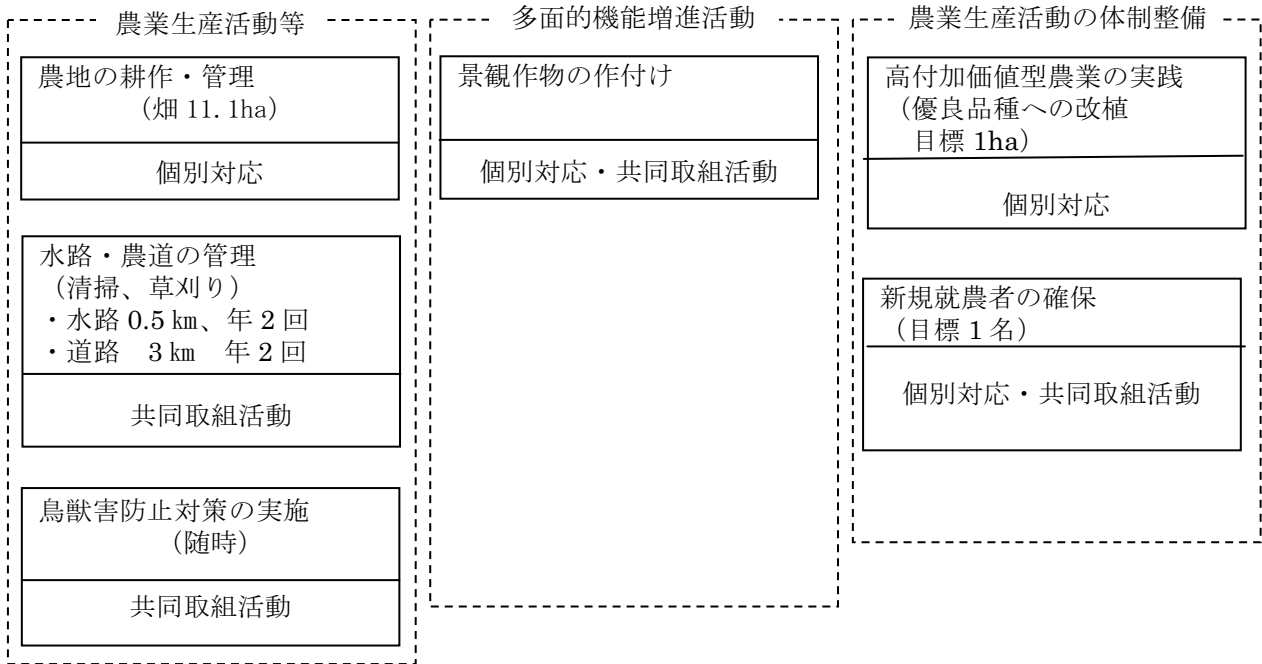 農業生産活動等
農地の耕作・管理
（畑 11.1ha）
個別対応
水路・農道の管理
（清掃、草刈り）
・水路 0.5 ㎞、年 2 回
・道路　3 ㎞　年 2 回
共同取組活動
鳥獣害防止対策の実施
（随時）
共同取組活動
多面的機能増進活動
景観作物の作付け
個別対応・共同取組活動
農業生産活動の体制整備
高付加価値型農業の実践
（優良品種への改植
目標 1ha）
個別対応
新規就農者の確保
（目標 1 名）
個別対応・共同取組活動